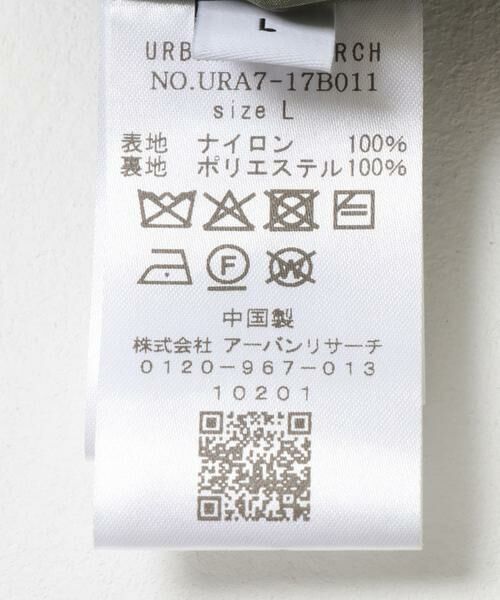 L
URB RCH
NO.URA7-17B011
size L
表地 ナイロン 100%
裏地 ポリエステル100%
F
W
中国製
株式会社 アーバンリサーチ
0120-967-013
10201